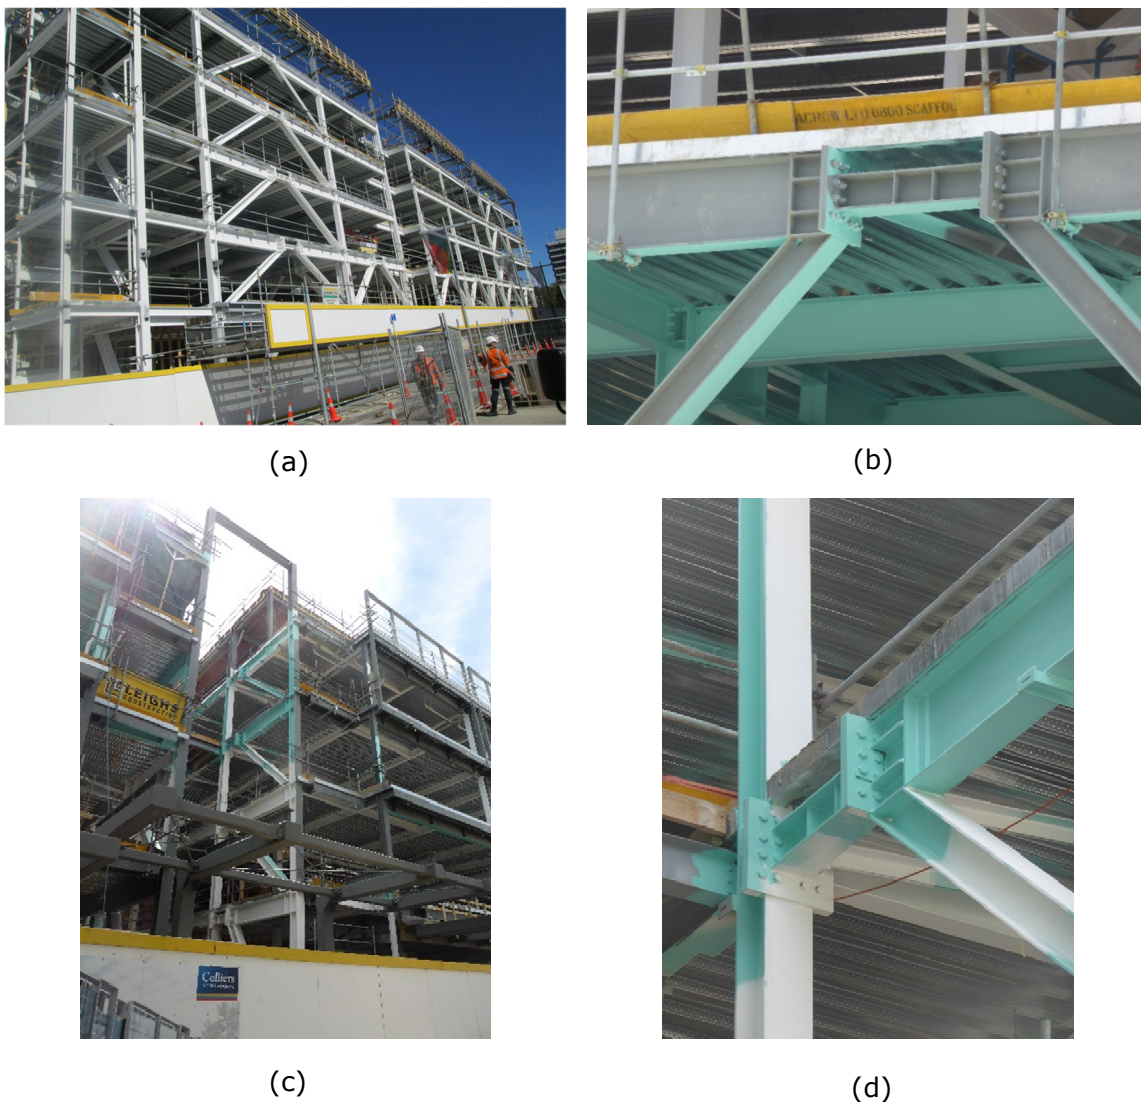 ACROW LTD 0800 SCAFFOL
(a)
(b)
LEIGHS
CONSTRUCTION
Colliers
(c)
(d)